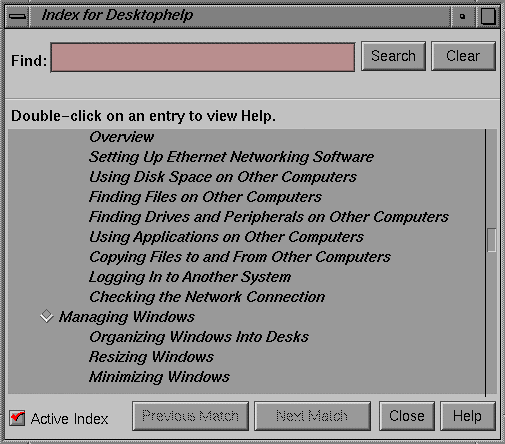 Index for Desktophelp
Find:
Search
Clear
Double-click on an entry to view Help.
Overview
Setting Up Ethernet Networking Software
Using Disk Space on Other Computers
Finding Files on Other Computers
Finding Drives and Peripherals on Other Computers
Using Applications on Other Computers
Copying Files to and From Other Computers
Logging In to Another System
Checking the Network Connection
Managing Windows
Organizing Windows Into Desks
Resizing Windows
Minimizing Windows
Active Index
Previous Match
Next Match
Close
Help